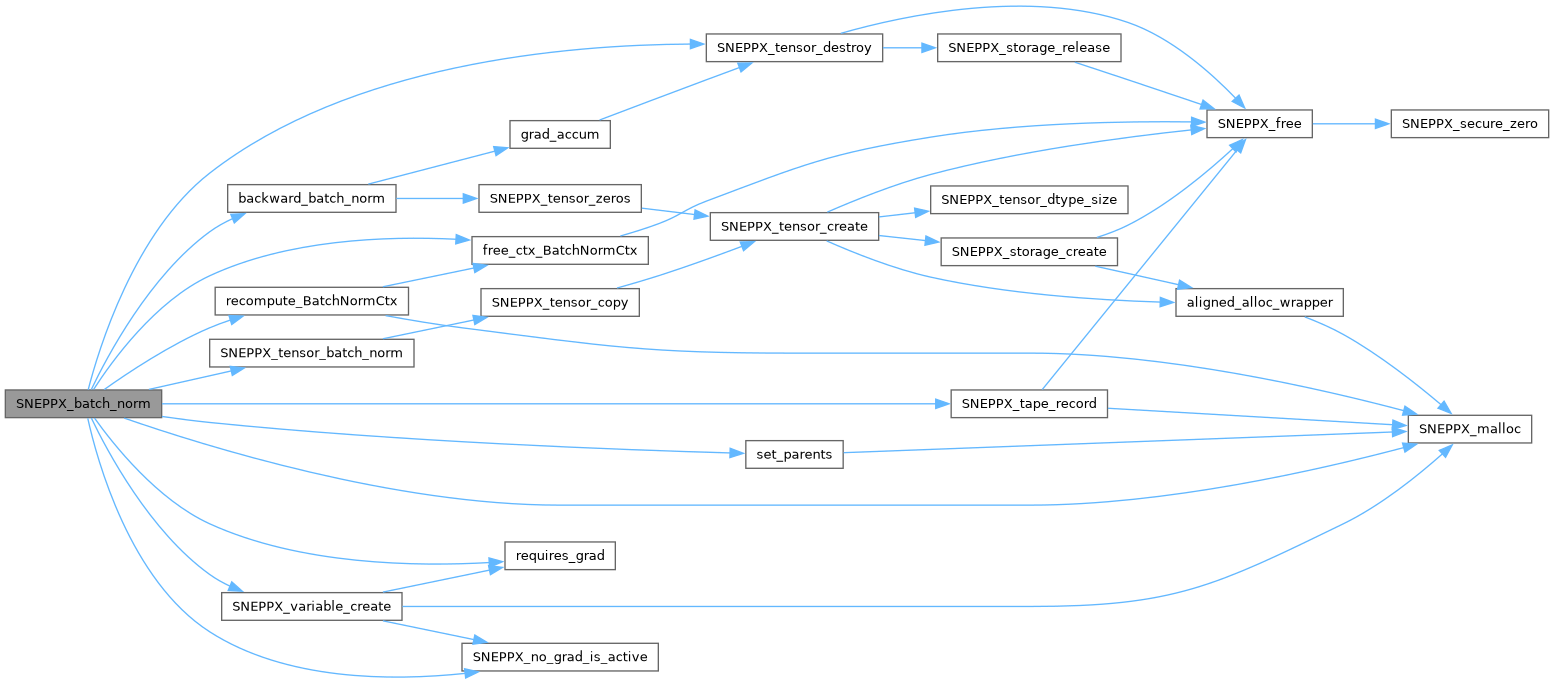 SNEPPX_tensor_destroy
SNEPPX_storage_release
SNEPPX_free
SNEPPX_secure_zero
grad_accum
backward_batch_norm
SNEPPX_tensor_zeros
SNEPPX_tensor_dtype_size
SNEPPX_tensor_create
free_ctx_BatchNormCtx
SNEPPX_storage_create
recompute_BatchNormCtx
SNEPPX_tensor_copy
aligned_alloc_wrapper
SNEPPX_tensor_batch_norm
SNEPPX_batch_norm
SNEPPX_tape_record
SNEPPX_malloc
set_parents
requires_grad
SNEPPX_variable_create
SNEPPX_no_grad_is_active